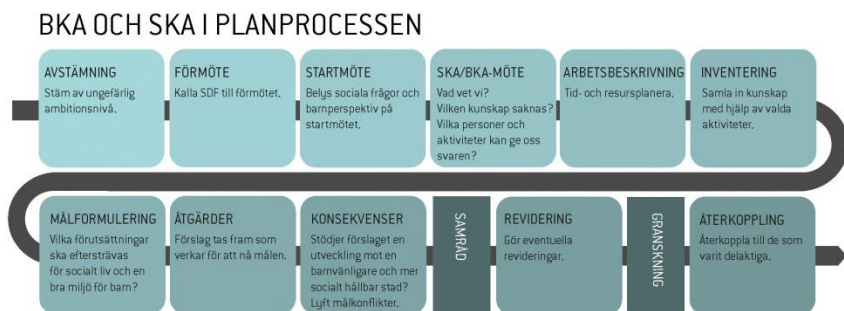 BKA OCH SKA I PLANPROCESSEN
AVSTÄMNING
Stäm av ungefärlig
ambitionsnivå.
FÖRMÖTE
Kalla SDF till förmötet.
STARTMÖTE
Belys sociala frågor och
barnperspektiv på
startmötet.
SKA/BKA-MÖTE
Vad vet vi?
Vilken kunskap saknas?
Vilka personer och
aktiviteter kan ge oss
svaren?
ARBETSBESKRIVNING
Tid- och resursplanera.
INVENTERING
Samla in kunskap
med hjälp av valda
aktiviteter.
MÅLFORMULERING
Vilka förutsättningar
ska eftersträvas
för socialt liv och en
bra miljö för barn?
ÅTGÄRDER
Förslag tas fram som
verkar för att nå målen.
KONSEKVENSER
Stödjer förslaget en
utveckling mot en
barnvänligare och mer
socialt hållbar stad?
Lyft målkonflikter.
SAMRÅD
REVIDERING
Gör eventuella
revideringar.
GRANSKNING
ÅTERKOPPLING
Återkoppla till de som
varit delaktiga.